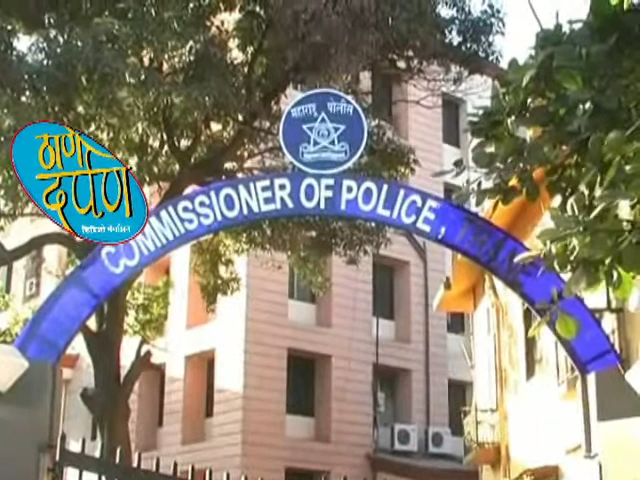 महाराष्ट्र पोलीस
ठाणे
दर्पण
COMMISSIONER OF POLICE,